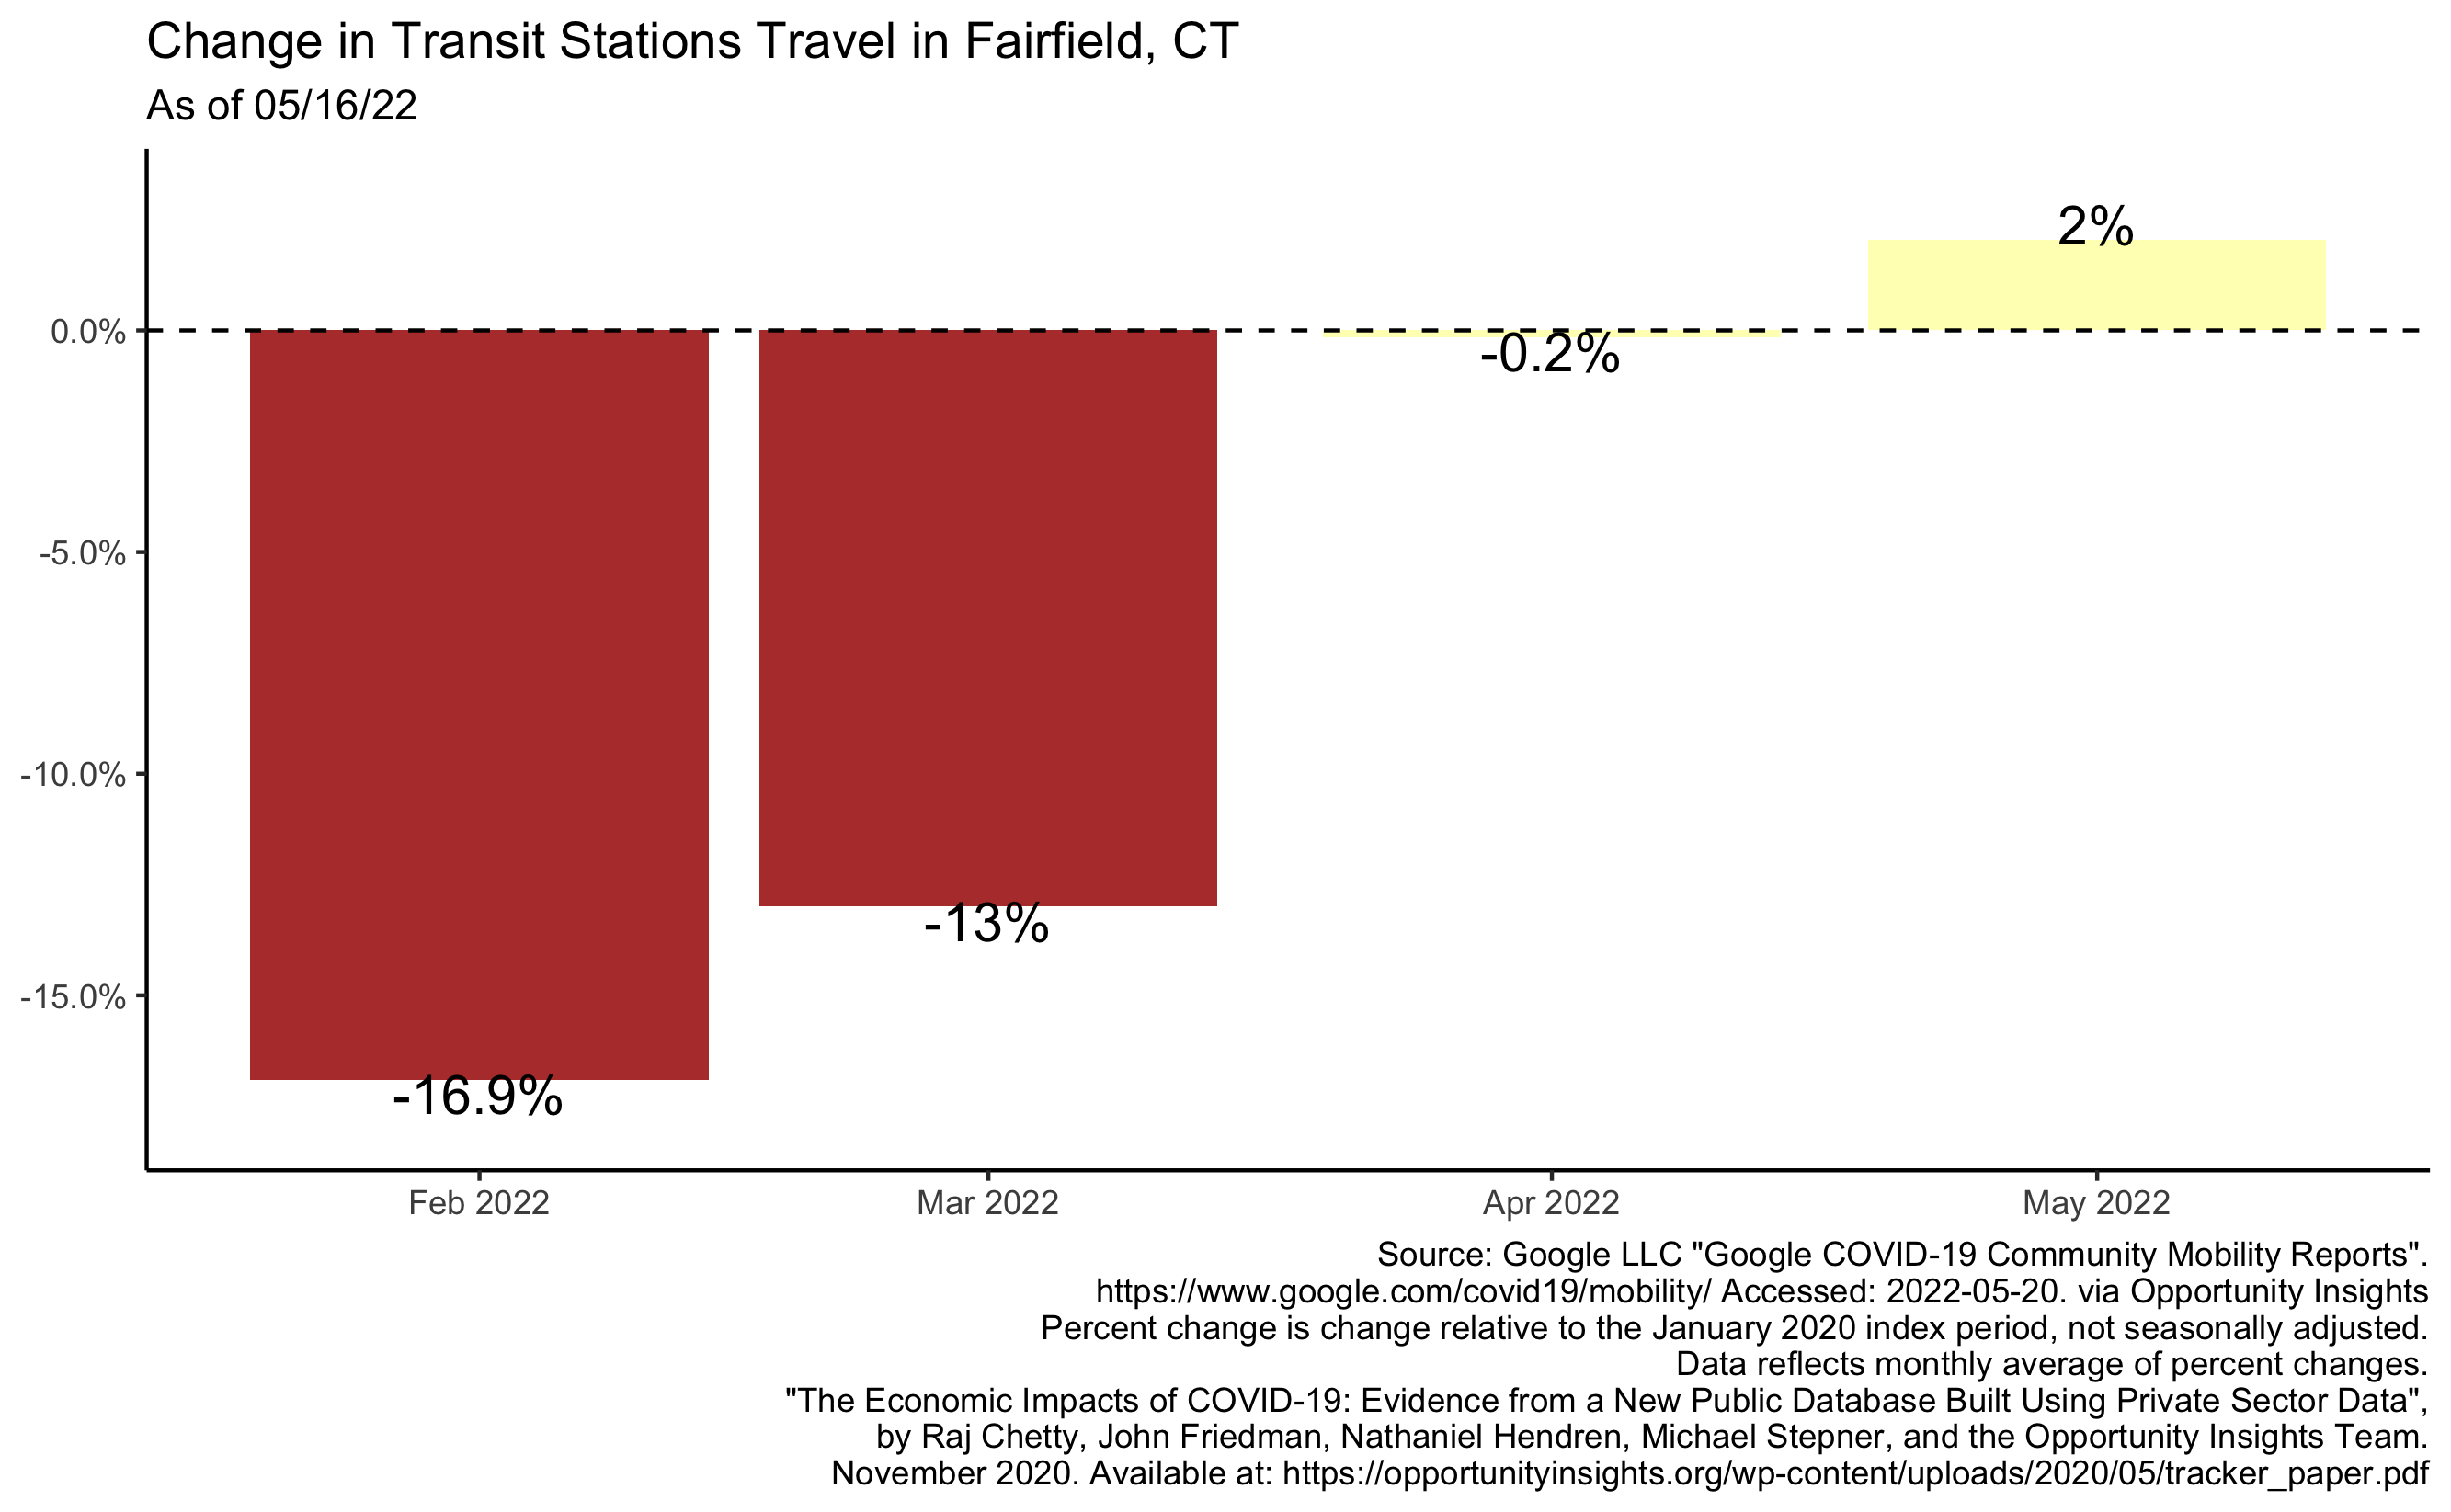 Change in Transit Stations Travel in Fairfield, CT
As of 05/16/22
2%
0.0%
-0.2%
-5.0%
-10.0%
-13%
-15.0%
-16.9%
Feb 2022
Mar 2022
Apr 2022
May 2022
Source: Google LLC "Google COVID-19 Community Mobility Reports".
https://www.google.com/covid19/mobility/ Accessed: 2022-05-20. via Opportunity Insights
Percent change is change relative to the January 2020 index period, not seasonally adjusted.
Data reflects monthly average of percent changes.
"The Economic Impacts of COVID-19: Evidence from a New Public Database Built Using Private Sector Data",
by Raj Chetty, John Friedman, Nathaniel Hendren, Michael Stepner, and the Opportunity Insights Team.
November 2020. Available at: https://opportunityinsights.org/wp-content/uploads/2020/05/tracker_paper.pdf